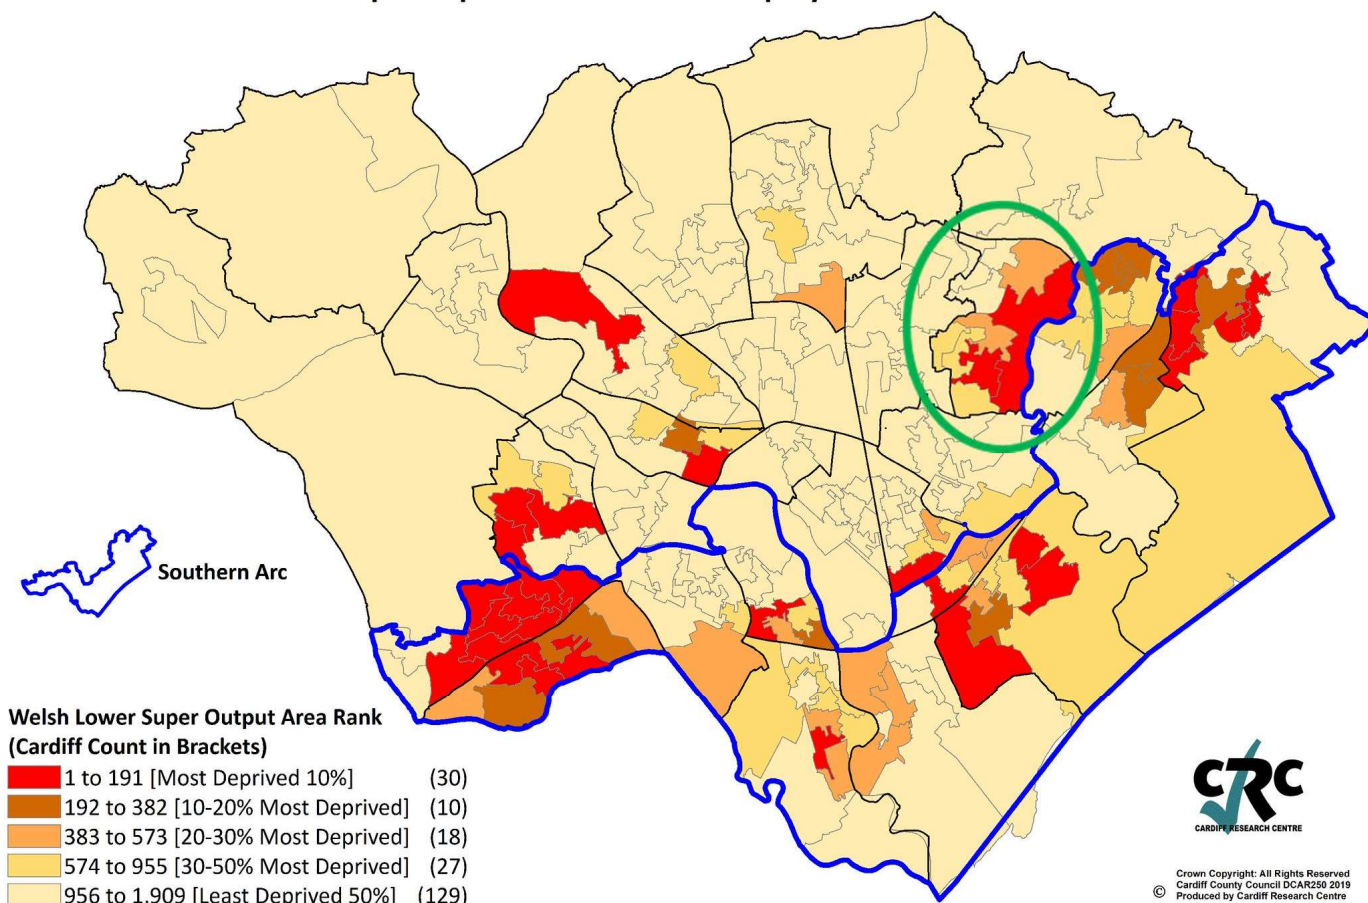 Southern Arc
Welsh Lower Super Output Area Rank
(Cardiff Count in Brackets)
1 to 191 [Most Deprived 10%] (30)
192 to 382 [10-20% Most Deprived] (10)
383 to 573 [20-30% Most Deprived] (18)
574 to 955 [30-50% Most Deprived] (27)
956 to 1,909 [Least Deprived 50%] (129)
CRC
CARDIFF RESEARCH CENTRE
Crown Copyright: All Rights Reserved
Cardiff County Council DCAR250 2019
© Produced by Cardiff Research Centre